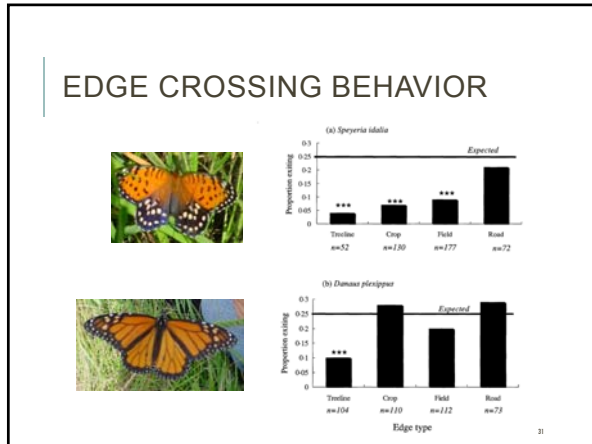 EDGE CROSSING BEHAVIOR
(a) Speyeria idalia
Proportion exiting
0·3
0·25
0·2
0·15
0·1
0·05
0
Expected
*** *** ***
Treeline Crop Field Road
n=52 n=130 n=177 n=72
(b) Damaus plexippus
Proportion exiting
0·3
0·25
0·2
0·15
0·1
0·05
0
Expected
***
Treeline Crop Field Road
n=104 n=110 n=112 n=73
Edge type
31